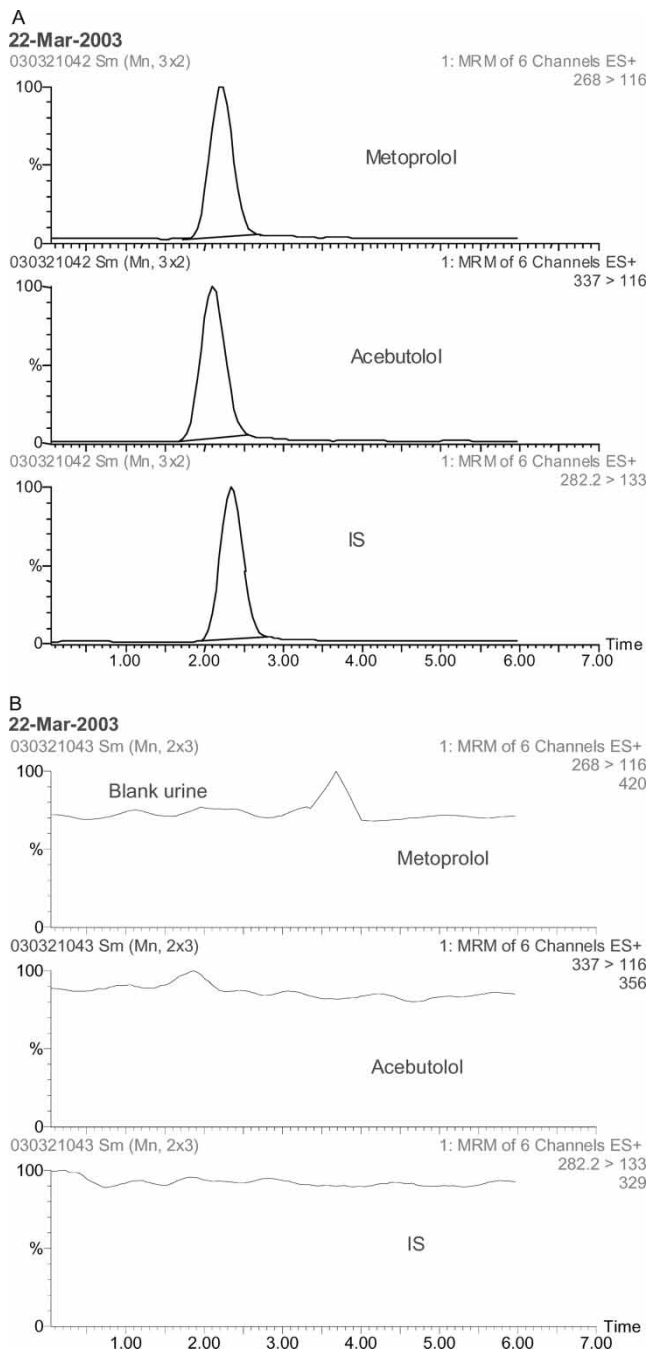 A
22-Mar-2003
030321042 Sm (Mn, 3x2) 1: MRM of 6 Channels ES+
268 > 116
100
Metoprolol
%
0
030321042 Sm (Mn, 3x2) 1: MRM of 6 Channels ES+
337 > 116
100
Acebutolol
%
0
030321042 Sm (Mn, 3x2) 1: MRM of 6 Channels ES+
282.2 > 133
100
IS
%
0 Time
1.00 2.00 3.00 4.00 5.00 6.00 7.00
B
22-Mar-2003
030321043 Sm (Mn, 2x3) 1: MRM of 6 Channels ES+
268 > 116
100 420
Blank urine
%
Metoprolol
0
030321043 Sm (Mn, 2x3) 1: MRM of 6 Channels ES+
337 > 116
100 356
%
Acebutolol
0
030321043 Sm (Mn, 2x3) 1: MRM of 6 Channels ES+
282.2 > 133
100 329
%
IS
0 Time
1.00 2.00 3.00 4.00 5.00 6.00 7.00